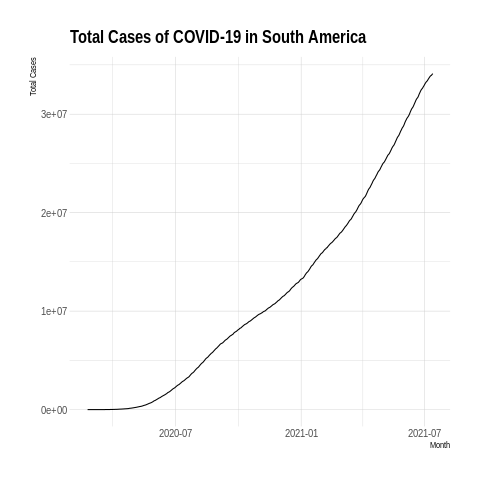 Total Cases of COVID-19 in South America
Total Cases
3e+07
2e+07
1e+07
0e+00
2020-07 2021-01 2021-07
Month